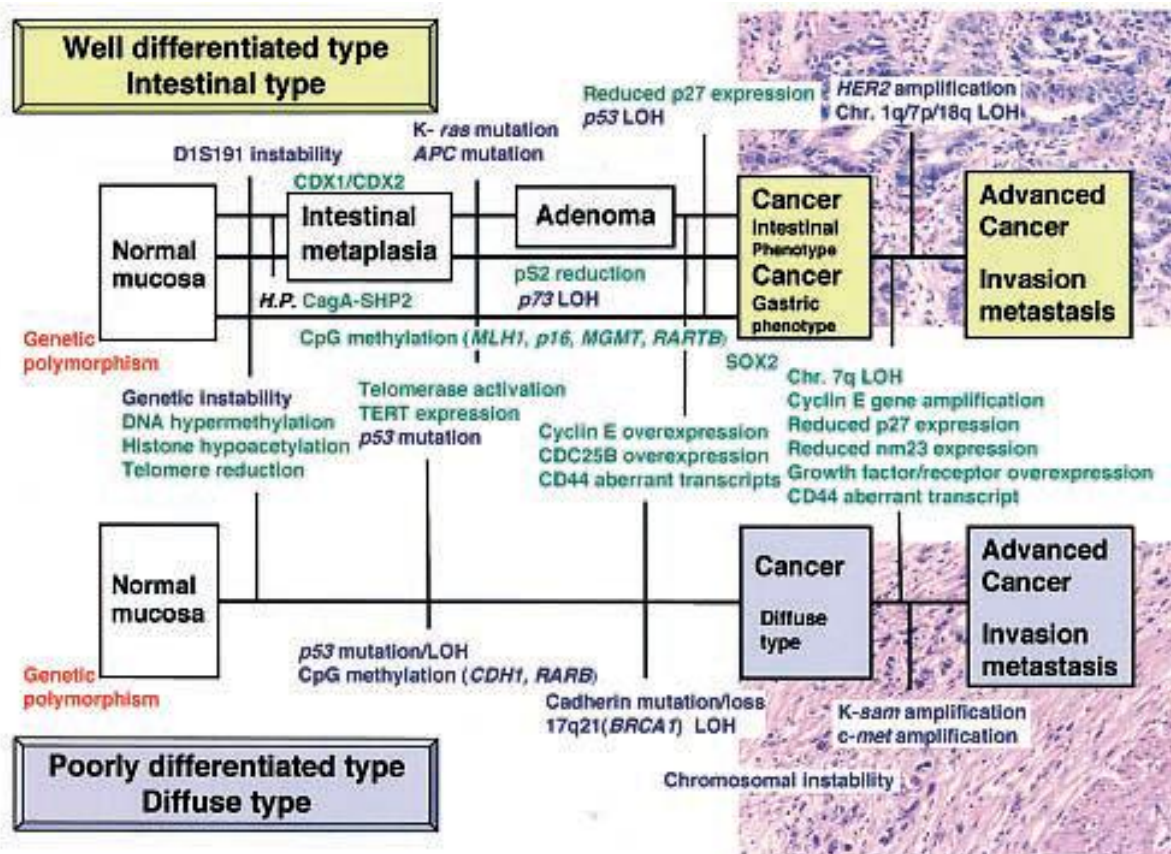 Well differentiated type
Intestinal type
Reduced p27 expression
p53 LOH
HER2 amplification
Chr. 1q/7p/18q LOH
K- ras mutation
APC mutation
D1S191 instability
CDX1/CDX2
Normal
mucosa
Intestinal
metaplasia
Adenoma
Cancer
Intestinal
Phenotype
Cancer
Gastric
phenotype
Advanced
Cancer
Invasion
metastasis
pS2 reduction
p73 LOH
H.P. CagA-SHP2
Genetic
polymorphism
CpG methylation (MLH1, p16, MGMT, RARTB)
SOX2
Genetic instability
DNA hypermethylation
Histone hypoacetylation
Telomere reduction
Telomerase activation
TERT expression
p53 mutation
Cyclin E overexpression
CDC25B overexpression
CD44 aberrant transcripts
Chr. 7q LOH
Cyclin E gene amplification
Reduced p27 expression
Reduced nm23 expression
Growth factor/receptor overexpression
CD44 aberrant transcript
Normal
mucosa
Cancer
Diffuse
type
Advanced
Cancer
Invasion
metastasis
Genetic
polymorphism
p53 mutation/LOH
CpG methylation (CDH1, RARB)
Cadherin mutation/loss
17q21(BRCA1) LOH
K-sam amplification
c-met amplification
Chromosomal instability
Poorly differentiated type
Diffuse type